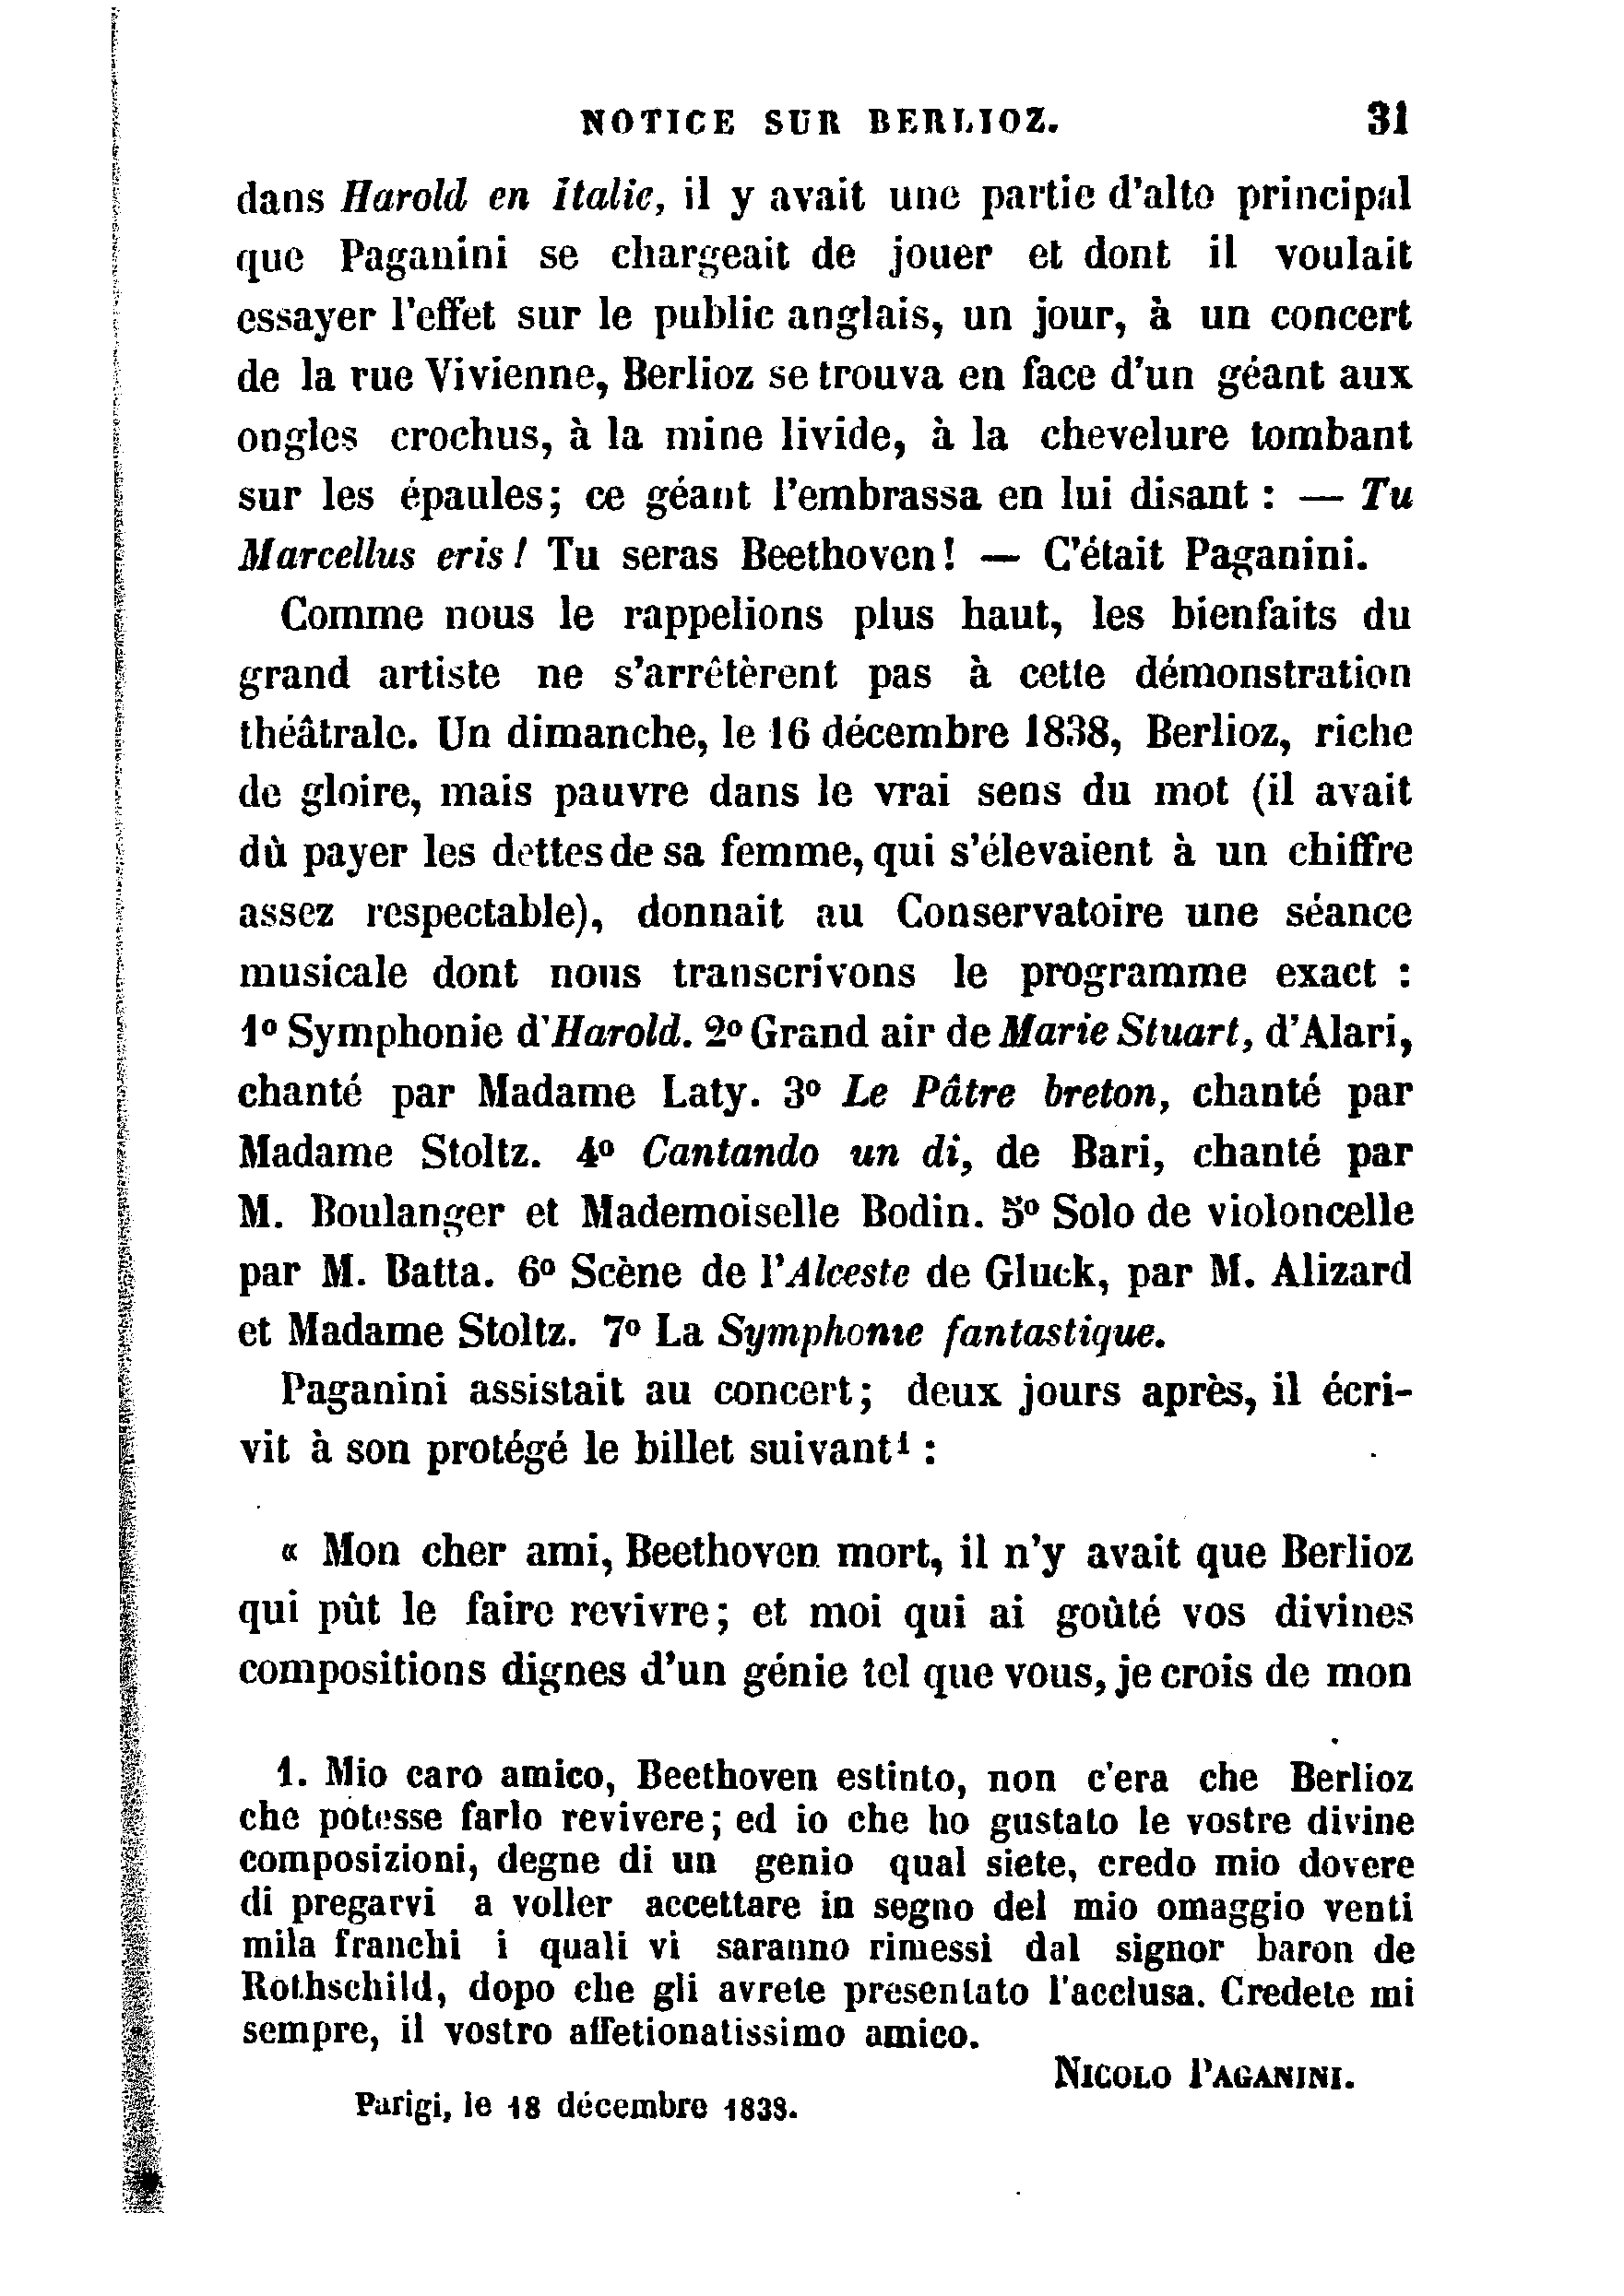 NOTICE SUR BERLIOZ. 31
dans Harold en Italie, il y avait une partie d'alto principal
que Paganini se chargeait de jouer et dont il voulait
essayer l'effet sur le public anglais, un jour, à un concert
de la rue Vivienne, Berlioz se trouva en face d'un géant aux
ongles crochus, à la mine livide, à la chevelure tombant
sur les épaules; ce géant l'embrassa en lui disant : — Tu
Marcellus eris! Tu seras Beethoven! — C'était Paganini.
Comme nous le rappelions plus haut, les bienfaits du
grand artiste ne s'arrêtèrent pas à cette démonstration
théâtrale. Un dimanche, le 16 décembre 1838, Berlioz, riche
de gloire, mais pauvre dans le vrai sens du mot (il avait
dû payer les dettes de sa femme, qui s'élevaient à un chiffre
assez respectable), donnait au Conservatoire une séance
musicale dont nous transcrivons le programme exact :
1º Symphonie d'Harold. 2º Grand air de Marie Stuart, d'Alari,
chanté par Madame Laty. 3º Le Pâtre breton, chanté par
Madame Stoltz. 4º Cantando un di, de Bari, chanté par
M. Boulanger et Mademoiselle Bodin. 5º Solo de violoncelle
par M. Batta. 6º Scène de l'Alceste de Gluck, par M. Alizard
et Madame Stoltz. 7º La Symphonie fantastique.
Paganini assistait au concert; deux jours après, il écri-
vit à son protégé le billet suivant¹ :
« Mon cher ami, Beethoven mort, il n'y avait que Berlioz
qui pût le faire revivre; et moi qui ai goûté vos divines
compositions dignes d'un génie tel que vous, je crois de mon
1. Mio caro amico, Beethoven estinto, non c'era che Berlioz
che potesse farlo revivere; ed io che ho gustato le vostre divine
composizioni, degne di un genio qual siete, credo mio dovere
di pregarvi a voller accettare in segno del mio omaggio venti
mila franchi i quali vi saranno rimessi dal signor baron de
Rothschild, dopo che gli avrete presentato l'acclusa. Credete mi
sempre, il vostro affetionatissimo amico.
NICOLO PAGANINI.
Parigi, le 18 décembre 1838.